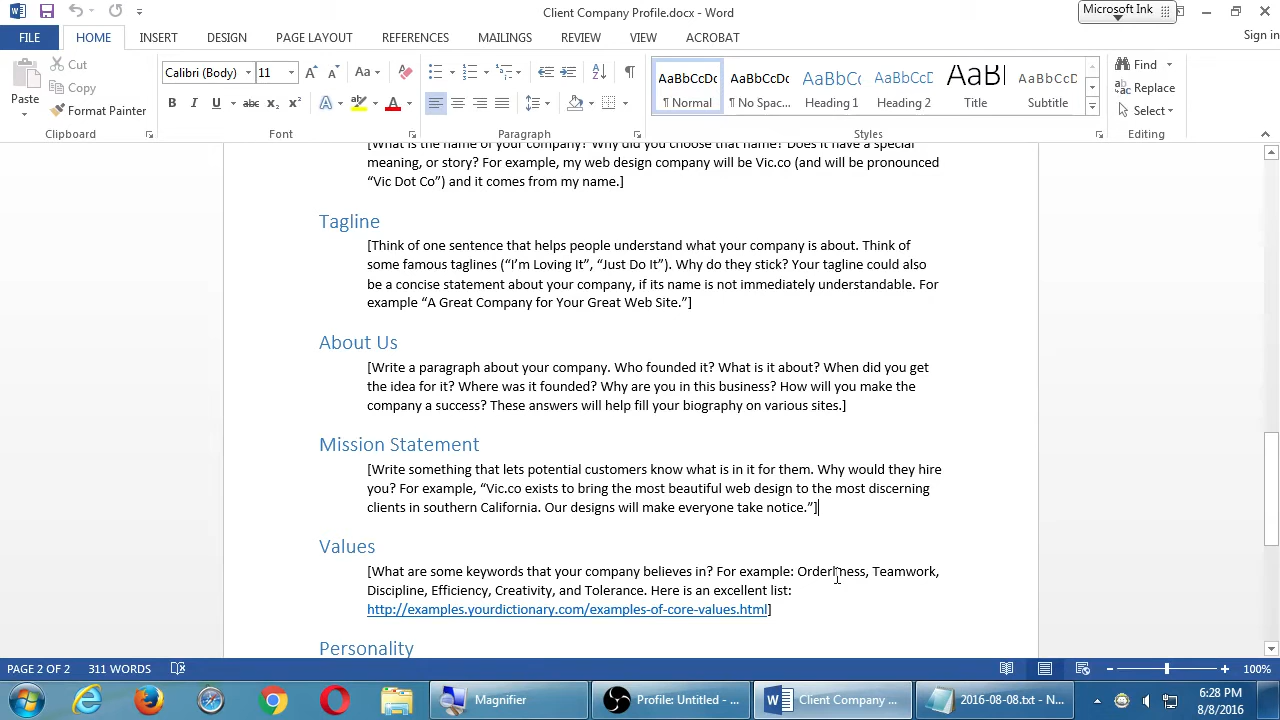 Client Company Profile.docx - Word
Microsoft Ink
Sign in
FILE HOME INSERT DESIGN PAGE LAYOUT REFERENCES MAILINGS REVIEW VIEW ACROBAT
Paste
Cut
Copy
Format Painter
Clipboard
Calibri (Body) 11
Font
Paragraph
AaBbCcDc ¶ Normal
AaBbCcDc ¶ No Spac...
AaBbCc Heading 1
AaBbCcD Heading 2
AaB Title
AaBbCcD Subtitle
Styles
Find
Replace
Select
Editing
[What is the name of your company? Why did you choose that name? Does it have a special
meaning, or story? For example, my web design company will be Vic.co (and will be pronounced
“Vic Dot Co”) and it comes from my name.]
Tagline
[Think of one sentence that helps people understand what your company is about. Think of
some famous taglines (“I’m Loving It”, “Just Do It”). Why do they stick? Your tagline could also
be a concise statement about your company, if its name is not immediately understandable. For
example “A Great Company for Your Great Web Site.”]
About Us
[Write a paragraph about your company. Who founded it? What is it about? When did you get
the idea for it? Where was it founded? Why are you in this business? How will you make the
company a success? These answers will help fill your biography on various sites.]
Mission Statement
[Write something that lets potential customers know what is in it for them. Why would they hire
you? For example, “Vic.co exists to bring the most beautiful web design to the most discerning
clients in southern California. Our designs will make everyone take notice.”]
Values
[What are some keywords that your company believes in? For example: Orderliness, Teamwork,
Discipline, Efficiency, Creativity, and Tolerance. Here is an excellent list:
http://examples.yourdictionary.com/examples-of-core-values.html]
Personality
PAGE 2 OF 2 311 WORDS
100%
Magnifier
Profile: Untitled - ...
Client Company ...
2016-08-08.txt - N...
6:28 PM
8/8/2016